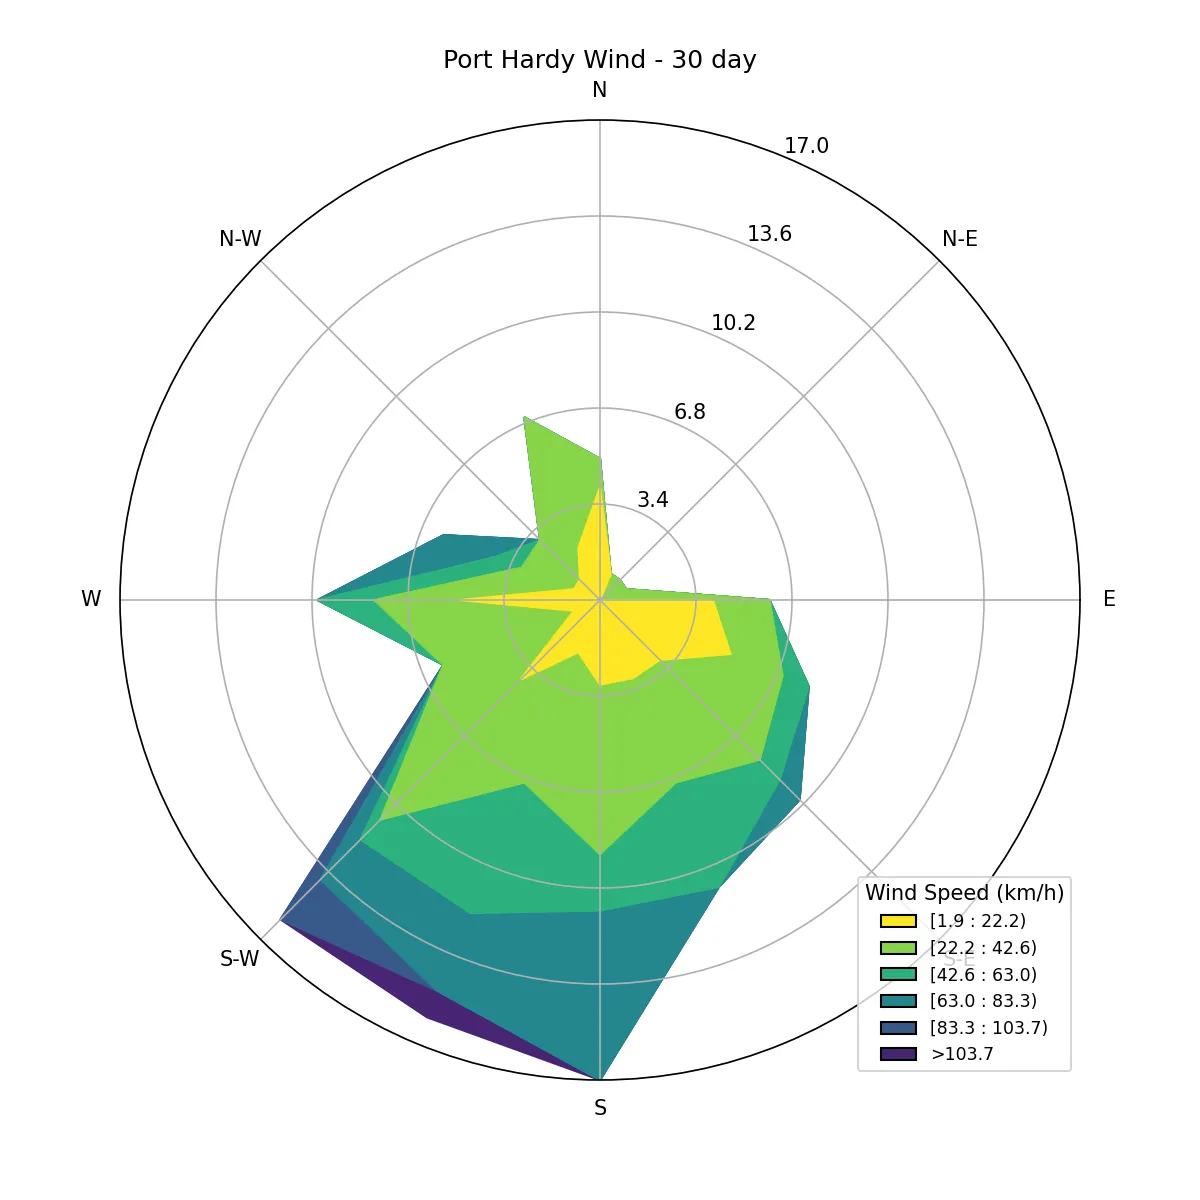 Port Hardy Wind - 30 day
N
17.0
13.6
N-W
N-E
10.2
6.8
3.4
W
E
S-W
S-E
S
Wind Speed (km/h)
[1.9 : 22.2)
[22.2 : 42.6)
[42.6 : 63.0)
[63.0 : 83.3)
[83.3 : 103.7)
>103.7